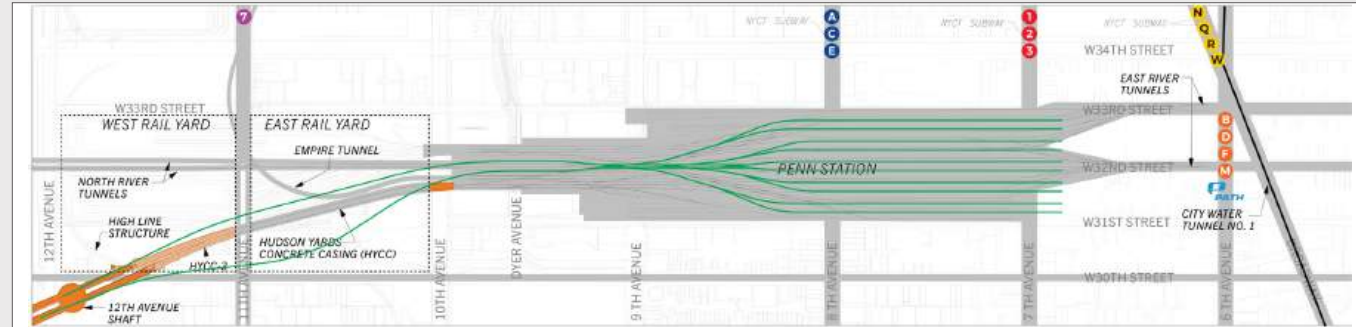 7
A
C
E
1
2
3
N
Q
R
W
NYCT SUBWAY
NYCT SUBWAY
NYCT SUBWAY
W34TH STREET
EAST RIVER
TUNNELS
W33RD STREET
W33RD STREET
WEST RAIL YARD
EAST RAIL YARD
EMPIRE TUNNEL
B
D
F
M
PATH
PENN STATION
W32ND STREET
NORTH RIVER
TUNNELS
12TH AVENUE
HIGH LINE
STRUCTURE
HYCC-2
HUDSON YARDS
CONCRETE CASING (HYCC)
11TH AVENUE
10TH AVENUE
DYER AVENUE
9TH AVENUE
8TH AVENUE
7TH AVENUE
6TH AVENUE
W31ST STREET
CITY WATER
TUNNEL NO. 1
W30TH STREET
12TH AVENUE
SHAFT